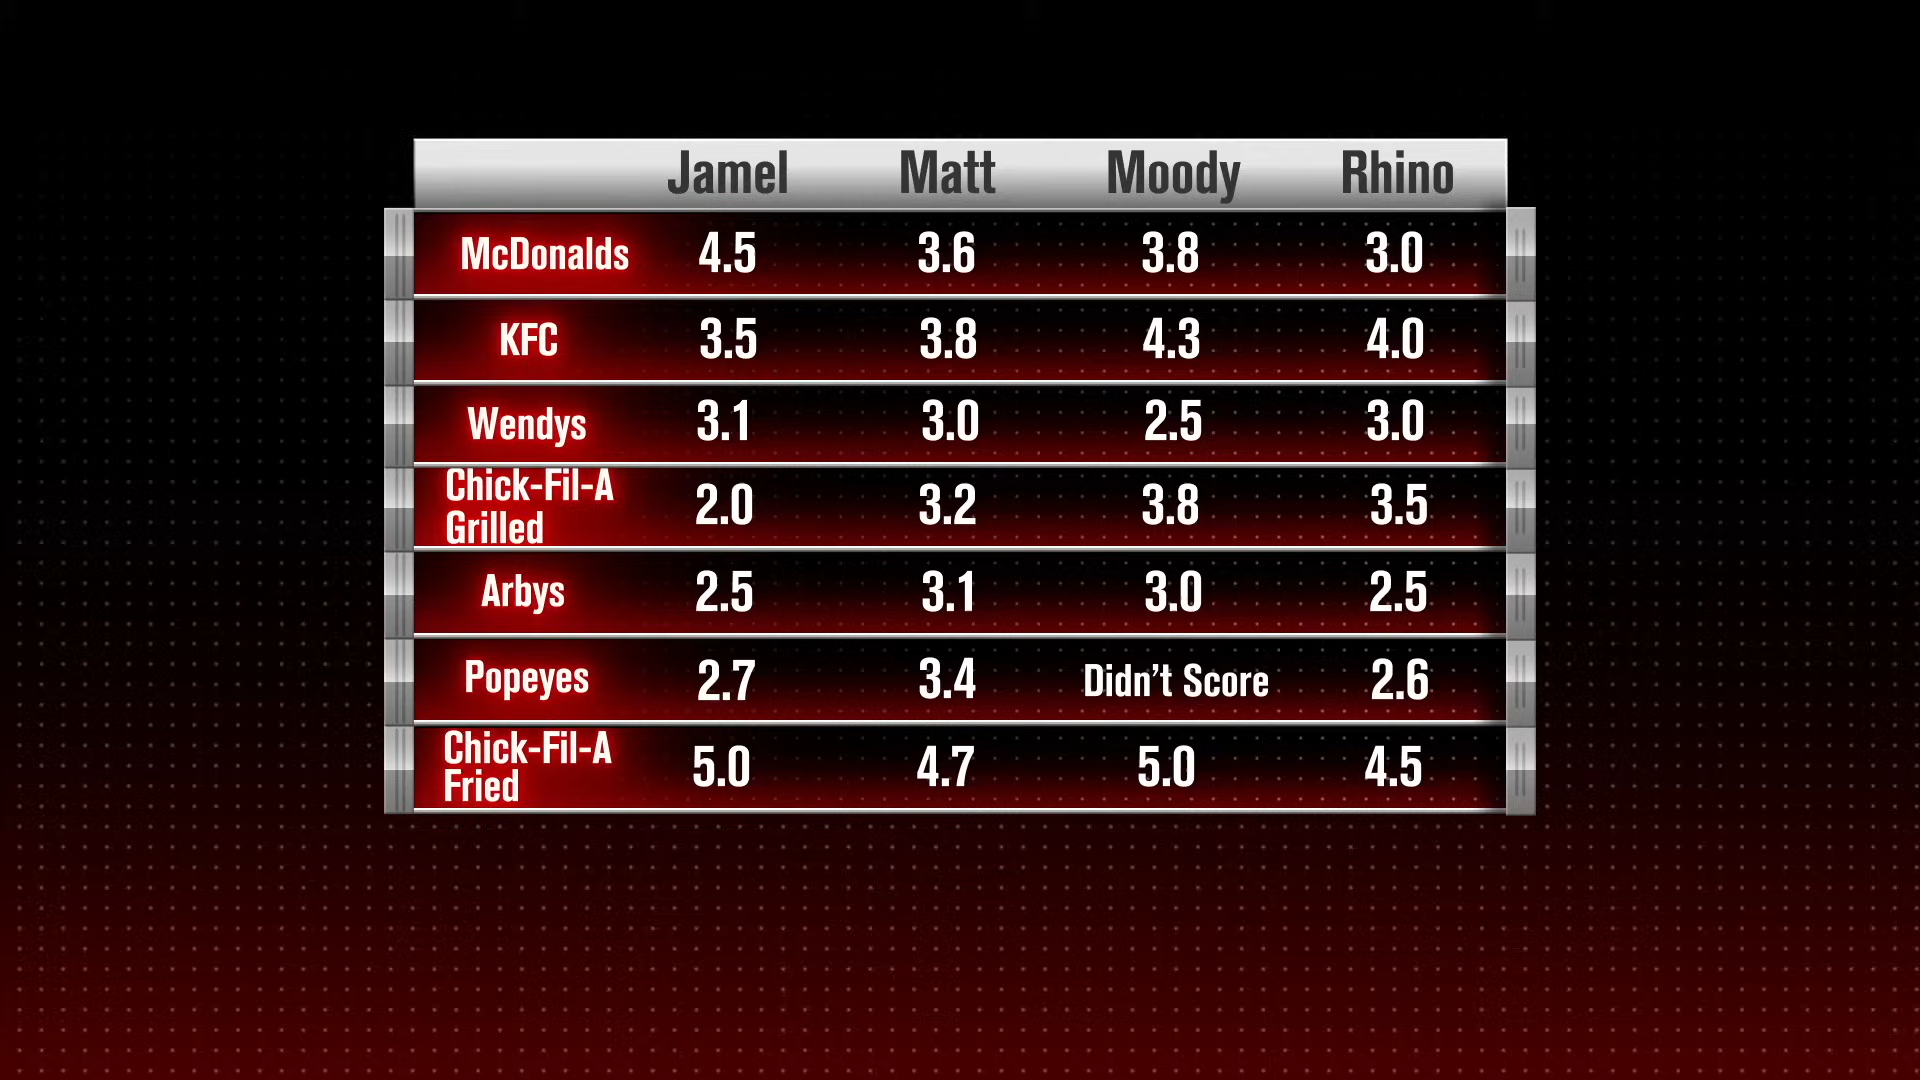 Jamel Matt Moody Rhino
McDonalds 4.5 3.6 3.8 3.0
KFC 3.5 3.8 4.3 4.0
Wendys 3.1 3.0 2.5 3.0
Chick-Fil-A
Grilled 2.0 3.2 3.8 3.5
Arbys 2.5 3.1 3.0 2.5
Popeyes 2.7 3.4 Didn't Score 2.6
Chick-Fil-A
Fried 5.0 4.7 5.0 4.5